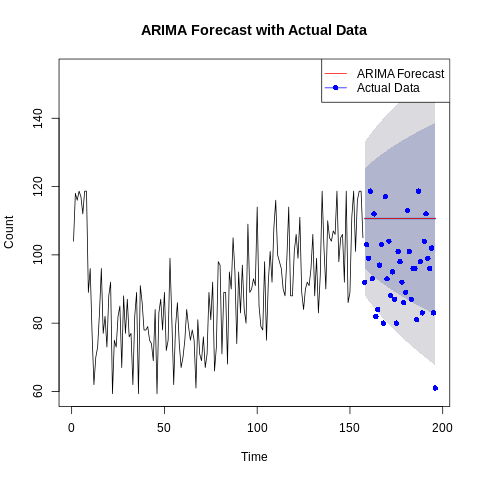 ARIMA Forecast with Actual Data
ARIMA Forecast
Actual Data
Count
140
120
100
80
60
0 50 100 150 200
Time